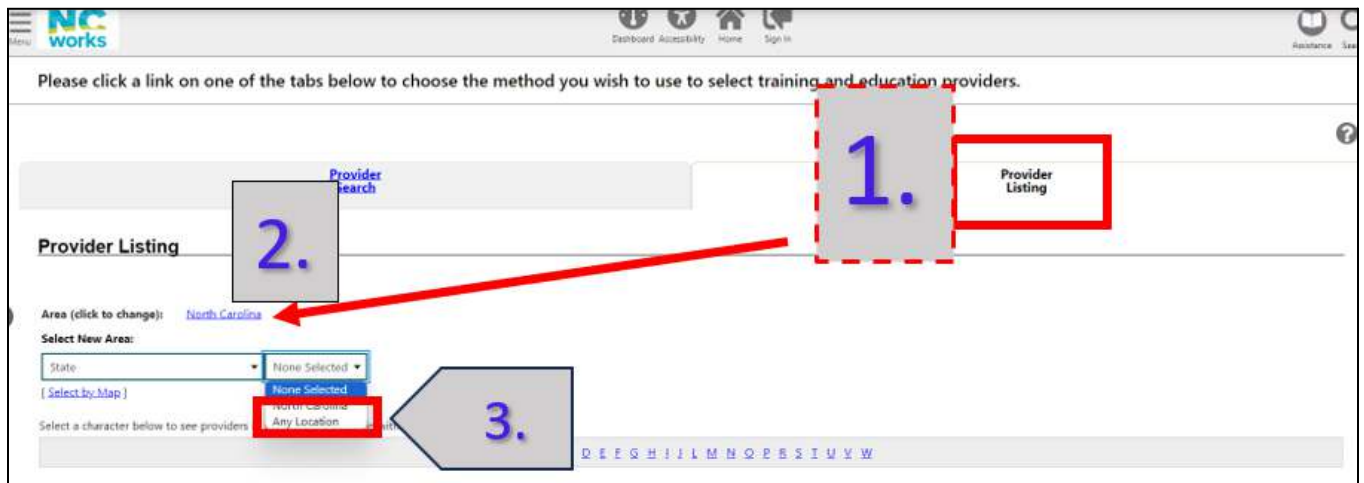 NC
works
Menu
Dashboard Accessibility Home Sign In
Assistance
Please click a link on one of the tabs below to choose the method you wish to use to select training and education providers.
1.
Provider
Search
Provider
Listing
2.
Provider Listing
Area (click to change): North Carolina
Select New Area:
State None Selected
[ Select by Map ]
None Selected
North Carolina
Any Location
3.
Select a character below to see providers
D E F G H I J L M N O P R S T U V W